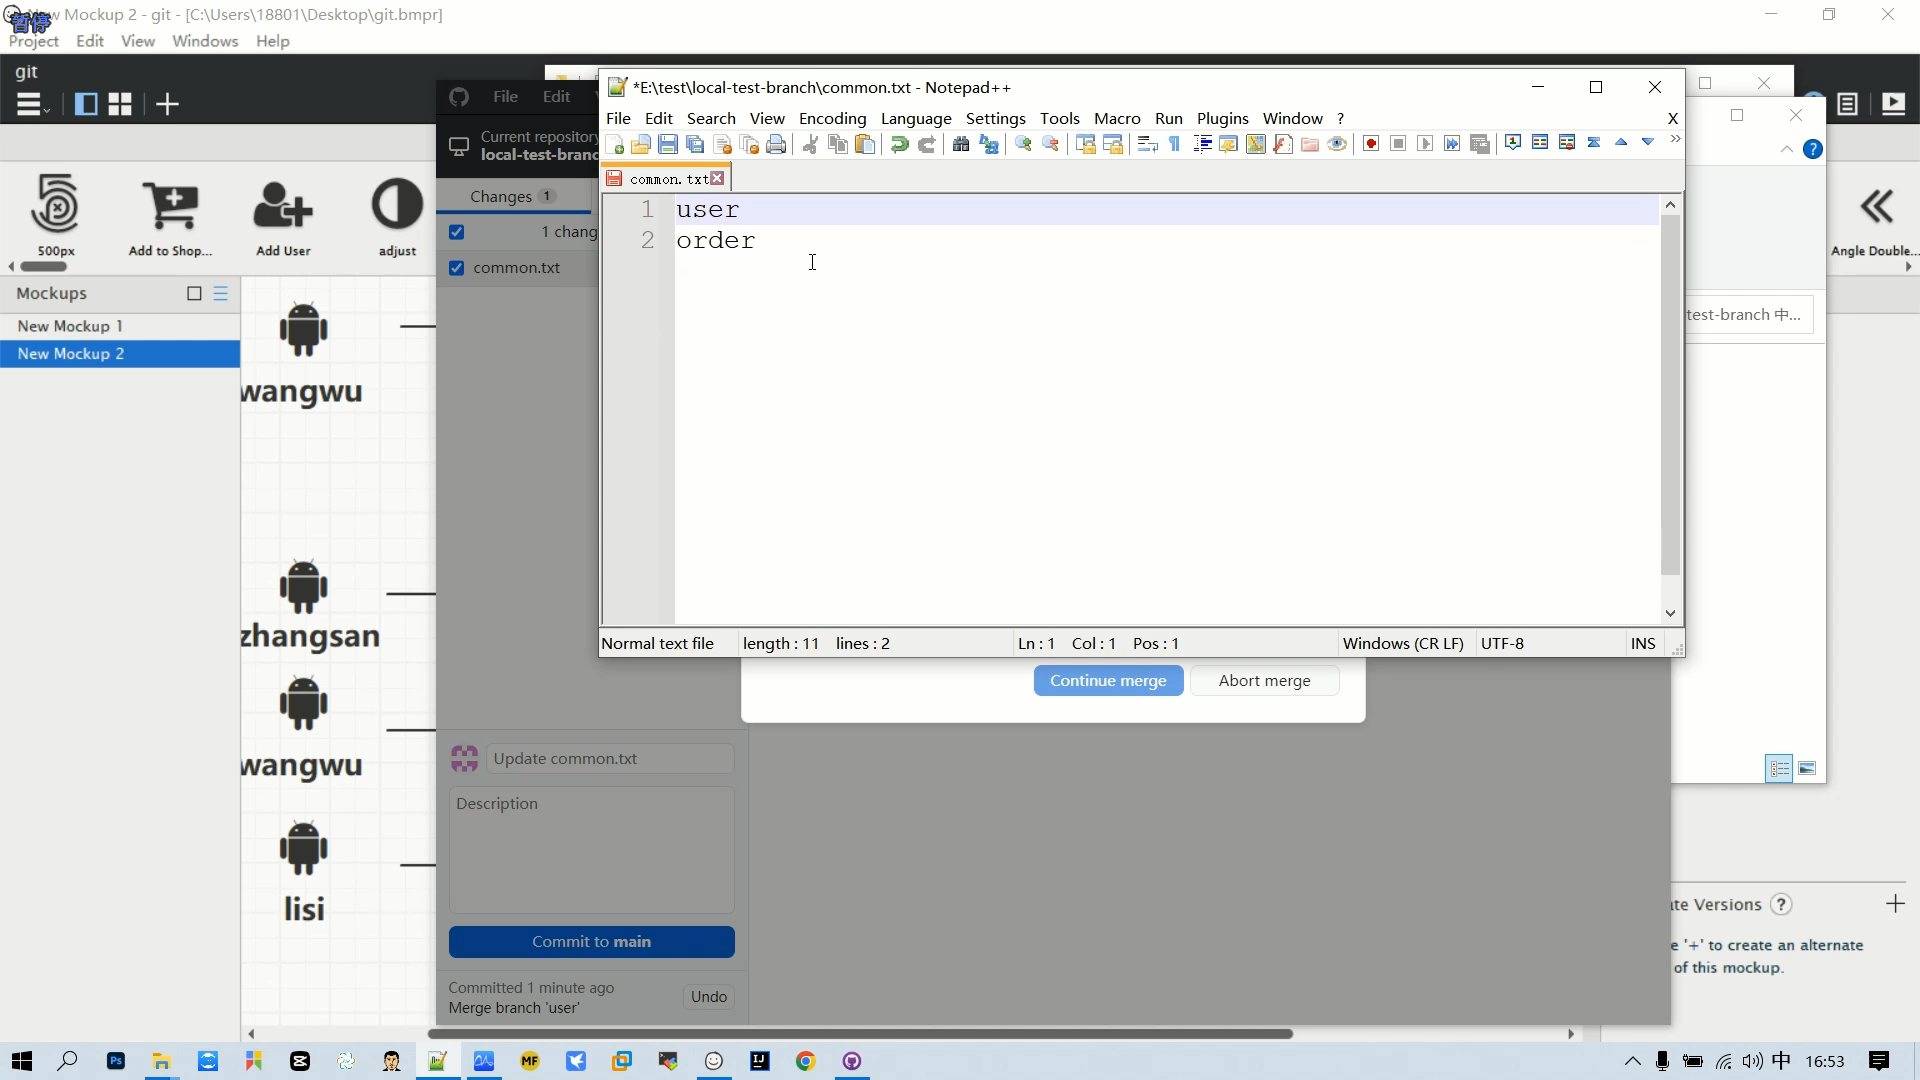 New Mockup 2 - git - [C:\Users\18801\Desktop\git.bmpr]
暂停
Project Edit View Windows Help
git
500px
Add to Shop...
Add User
adjust
Angle Double...
Mockups
New Mockup 1
New Mockup 2
wangwu
zhangsan
wangwu
lisi
File Edit
Current repository
local-test-branc
Changes 1
1 chang
common.txt
*E:\test\local-test-branch\common.txt - Notepad++
File Edit Search View Encoding Language Settings Tools Macro Run Plugins Window ? X
common.txt
1 user
2 order
Normal text file length : 11 lines : 2 Ln : 1 Col : 1 Pos : 1 Windows (CR LF) UTF-8 INS
Continue merge Abort merge
test-branch 中...
Update common.txt
Description
Commit to main
Committed 1 minute ago
Merge branch 'user'
Undo
te Versions ?
e '+' to create an alternate
of this mockup.
Ps
MF
IJ
中 16:53